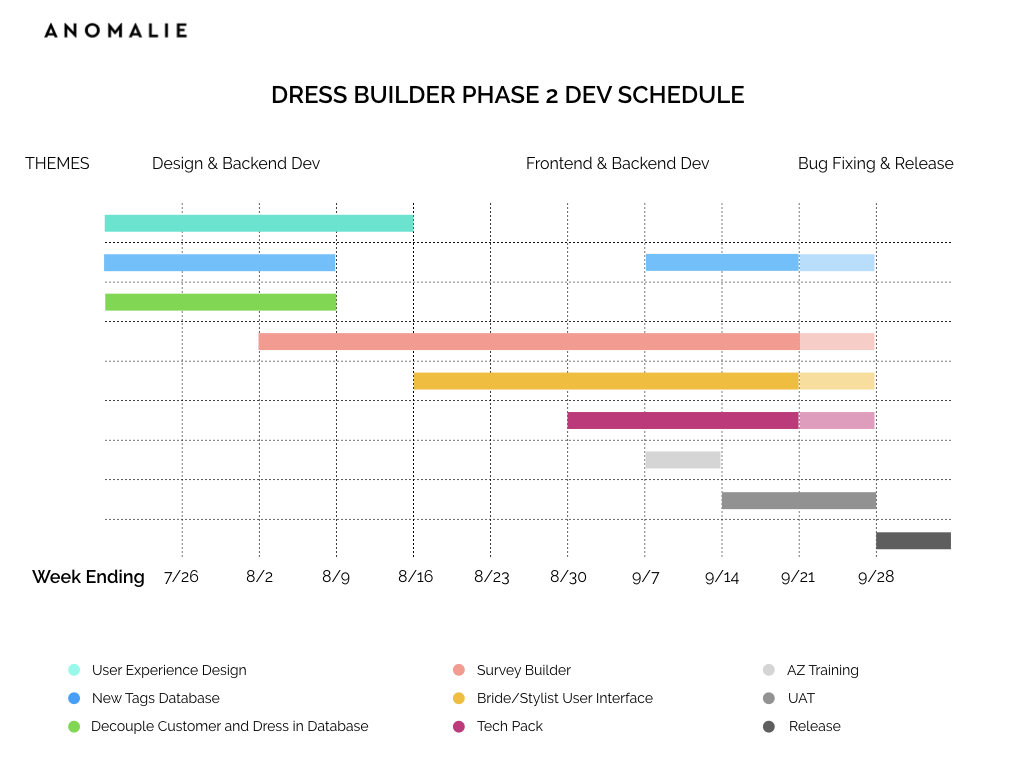 ANOMALIE
DRESS BUILDER PHASE 2 DEV SCHEDULE
THEMES Design & Backend Dev Frontend & Backend Dev Bug Fixing & Release
Week Ending 7/26 8/2 8/9 8/16 8/23 8/30 9/7 9/14 9/21 9/28
User Experience Design Survey Builder AZ Training
New Tags Database Bride/Stylist User Interface UAT
Decouple Customer and Dress in Database Tech Pack Release